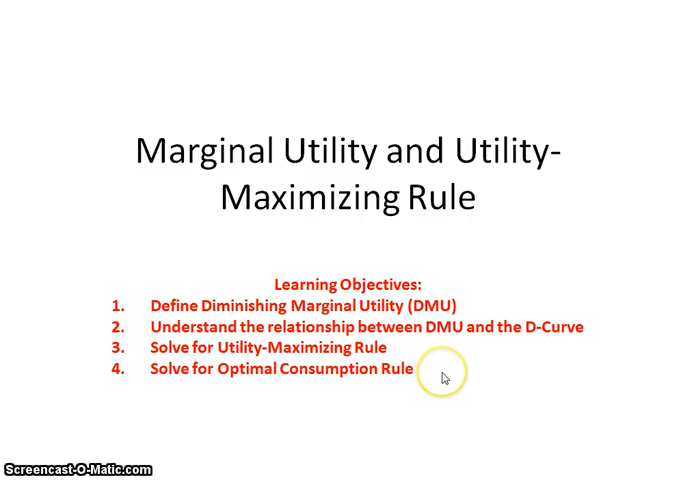 Marginal Utility and Utility-
Maximizing Rule
Learning Objectives:
1. Define Diminishing Marginal Utility (DMU)
2. Understand the relationship between DMU and the D-Curve
3. Solve for Utility-Maximizing Rule
4. Solve for Optimal Consumption Rule
Screencast-O-Matic.com